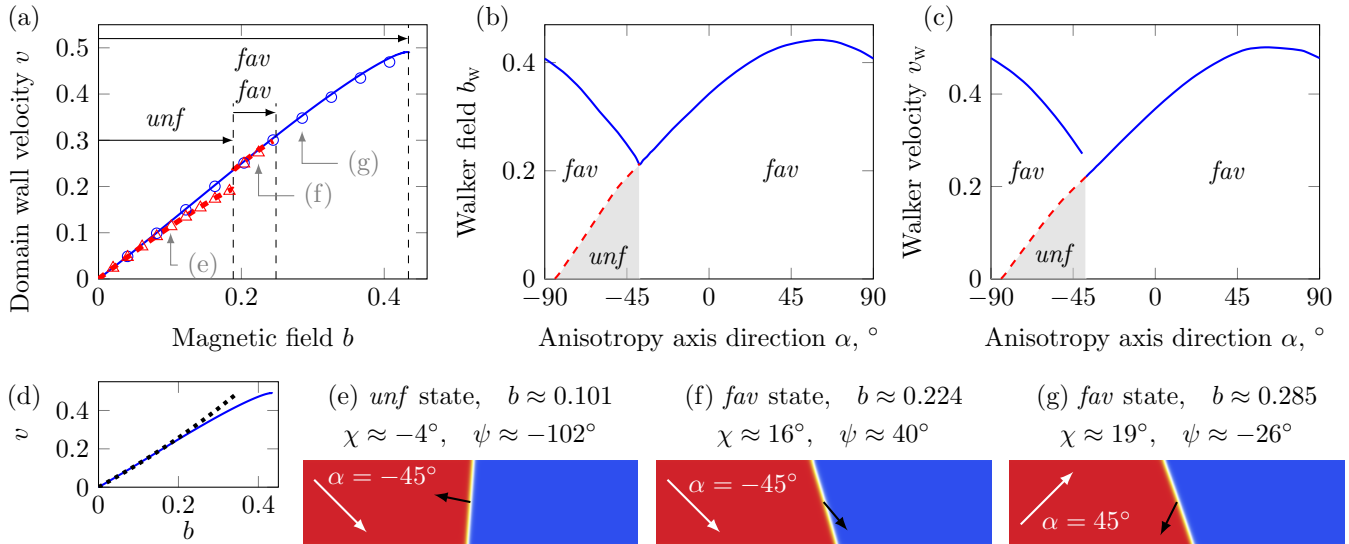 (a)
Domain wall velocity v
0.5
0.4
0.3
0.2
0.1
0
0
0.2
0.4
Magnetic field b
fav
fav
unf
(g)
(f)
(e)
(b)
Walker field b_W
0.4
0.2
0
−90
−45
0
45
90
Anisotropy axis direction α, °
fav
fav
unf
(c)
Walker velocity v_W
0.4
0.2
0
−90
−45
0
45
90
Anisotropy axis direction α, °
fav
fav
unf
(d)
v
0.4
0.2
0
0
0.2
0.4
b
(e) unf state, b ≈ 0.101
χ ≈ −4°, ψ ≈ −102°
α = −45°
(f) fav state, b ≈ 0.224
χ ≈ 16°, ψ ≈ 40°
α = −45°
(g) fav state, b ≈ 0.285
χ ≈ 19°, ψ ≈ −26°
α = 45°